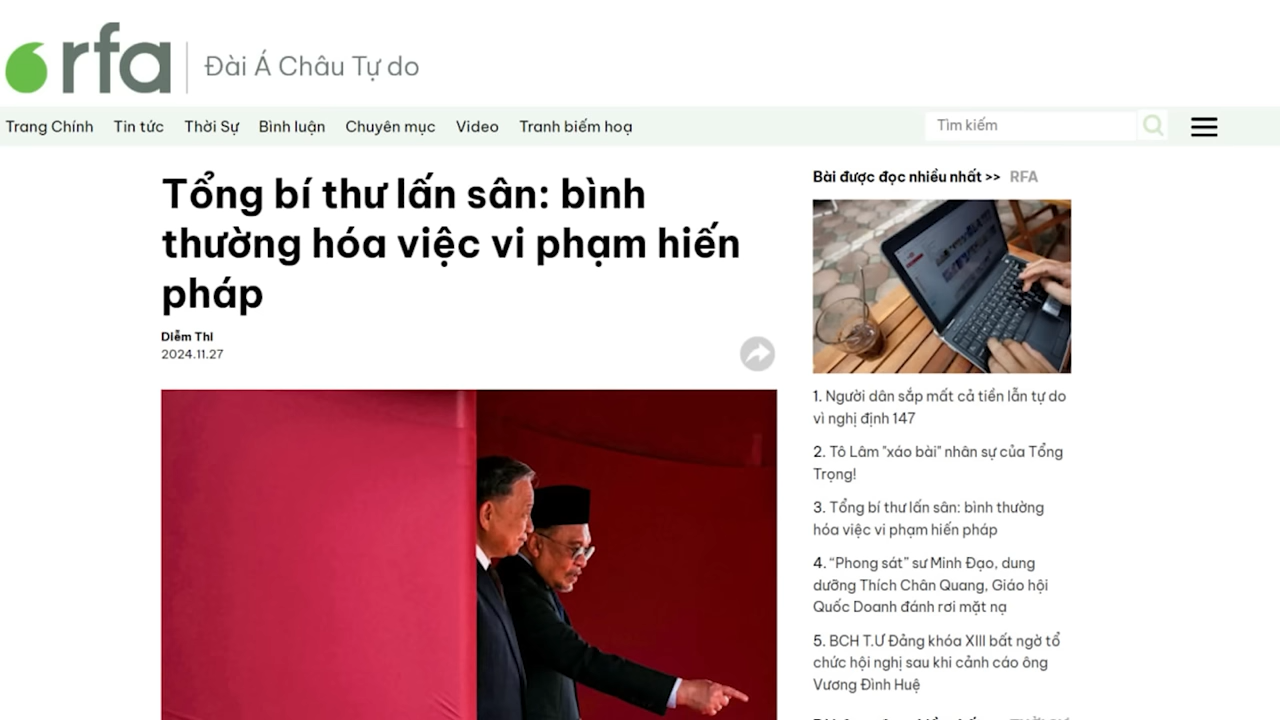 rfa
Đài Á Châu Tự do
Trang Chính Tin tức Thời Sự Bình luận Chuyên mục Video Tranh biếm hoạ
Tìm kiếm
Tổng bí thư lấn sân: bình
thường hóa việc vi phạm hiến
pháp
Diễm Thi
2024.11.27
Bài được đọc nhiều nhất >> RFA
1. Người dân sắp mất cả tiền lẫn tự do
vì nghị định 147
2. Tô Lâm "xáo bài" nhân sự của Tổng
Trọng!
3. Tổng bí thư lấn sân: bình thường
hóa việc vi phạm hiến pháp
4. “Phong sát” sư Minh Đạo, dung
dưỡng Thích Chân Quang, Giáo hội
Quốc Doanh đánh rơi mặt nạ
5. BCH T.Ư Đảng khóa XIII bất ngờ tổ
chức hội nghị sau khi cảnh cáo ông
Vương Đình Huệ